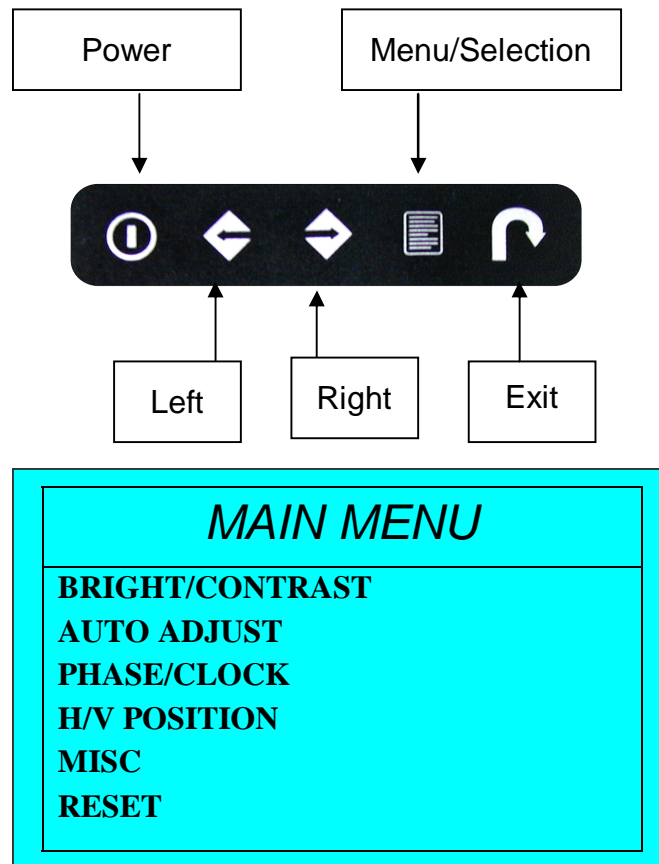 Power
Menu/Selection
Left
Right
Exit
MAIN MENU
BRIGHT/CONTRAST
AUTO ADJUST
PHASE/CLOCK
H/V POSITION
MISC
RESET